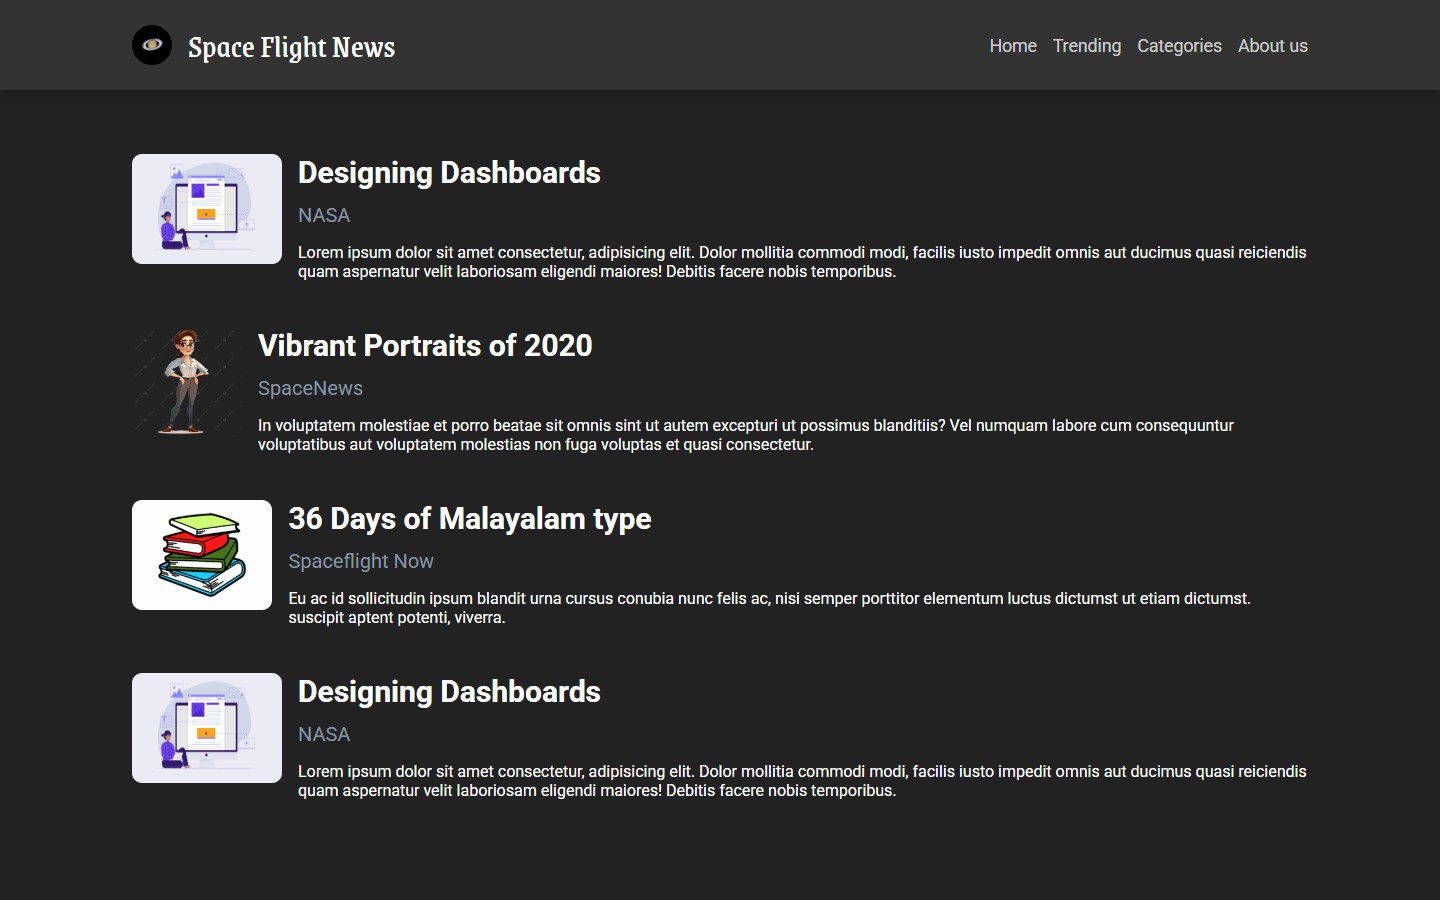 Space Flight News
Home Trending Categories About us
Designing Dashboards
NASA
Lorem ipsum dolor sit amet consectetur, adipisicing elit. Dolor mollitia commodi modi, facilis iusto impedit omnis aut ducimus quasi reiciendis
quam aspernatur velit laboriosam eligendi maiores! Debitis facere nobis temporibus.
Vibrant Portraits of 2020
SpaceNews
In voluptatem molestiae et porro beatae sit omnis sint ut autem excepturi ut possimus blanditiis? Vel numquam labore cum consequuntur
voluptatibus aut voluptatem molestias non fuga voluptas et quasi consectetur.
36 Days of Malayalam type
Spaceflight Now
Eu ac id sollicitudin ipsum blandit urna cursus conubia nunc felis ac, nisi semper porttitor elementum luctus dictumst ut etiam dictumst.
suscipit aptent potenti, viverra.
Designing Dashboards
NASA
Lorem ipsum dolor sit amet consectetur, adipisicing elit. Dolor mollitia commodi modi, facilis iusto impedit omnis aut ducimus quasi reiciendis
quam aspernatur velit laboriosam eligendi maiores! Debitis facere nobis temporibus.